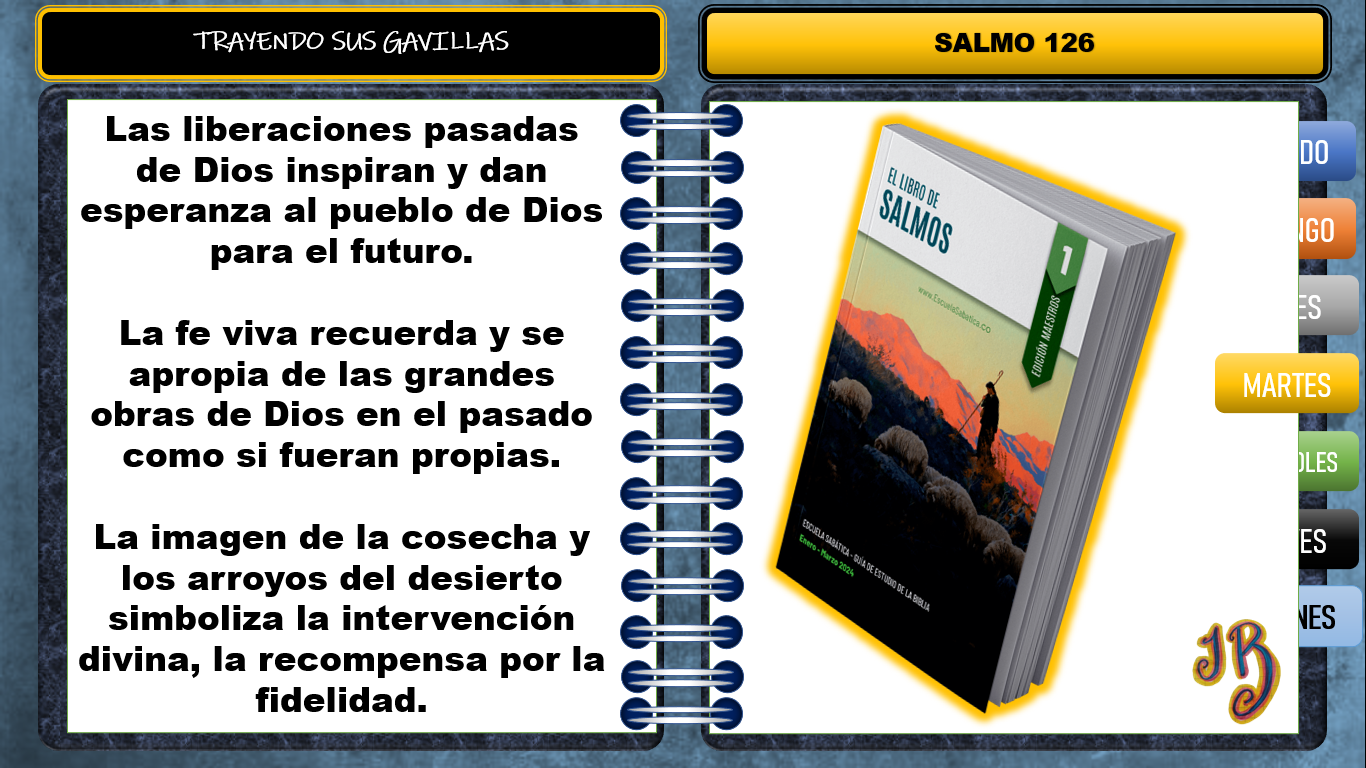 TRAYENDO SUS GAVILLAS
SALMO 126
Las liberaciones pasadas
de Dios inspiran y dan
esperanza al pueblo de Dios
para el futuro.
La fe viva recuerda y se
apropia de las grandes
obras de Dios en el pasado
como si fueran propias.
La imagen de la cosecha y
los arroyos del desierto
simboliza la intervención
divina, la recompensa por la
fidelidad.
EL LIBRO DE
SALMOS
1
EDICIÓN MAESTROS
www.EscuelaSabatica.CO
ESCUELA SABÁTICA - GUÍA DE ESTUDIO DE LA BIBLIA
Enero - Marzo 2024
DO
NGO
ES
MARTES
OLES
ES
NES
JB